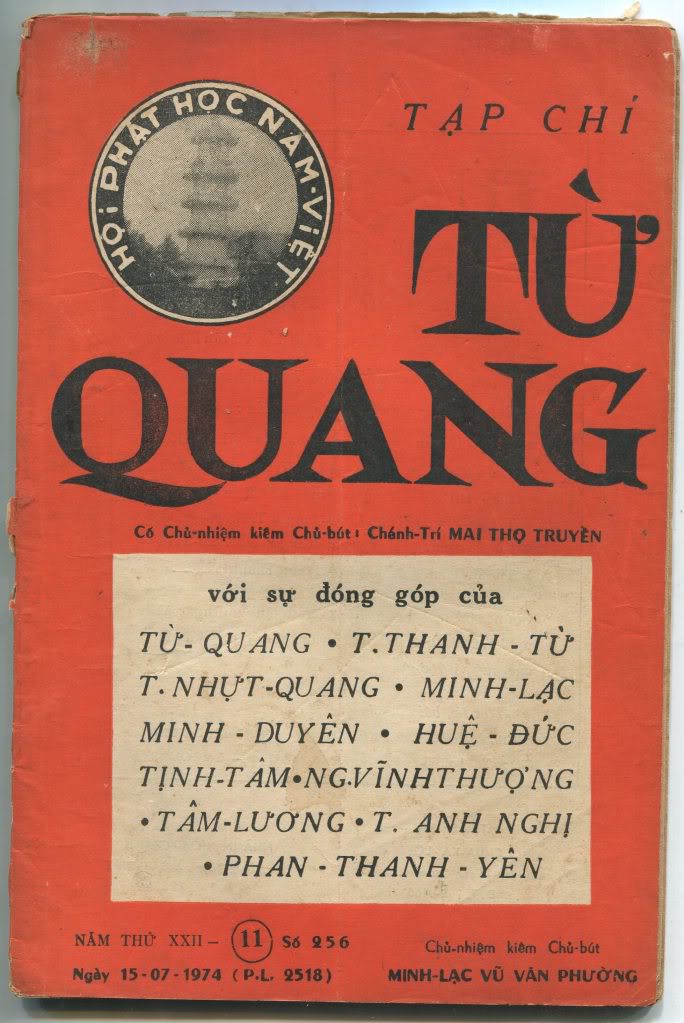 HỘI PHẬT HỌC NAM·VIỆT
TẠP CHÍ
TỪ
QUANG
Cố Chủ-nhiệm kiêm Chủ-bút: Chánh-Trí MAI THỌ TRUYỀN
với sự đóng góp của
TỪ-QUANG • T.THANH-TỪ
T.NHỰT-QUANG • MINH-LẠC
MINH-DUYÊN • HUỆ-ĐỨC
TỊNH-TÂM•NG.VĨNHTHƯỢNG
•TÂM-LƯƠNG•T. ANH NGHỊ
•PHAN-THANH-YÊN
NĂM THỨ XXII – 11 Số 256
Ngày 15-07-1974 (P.L. 2518)
Chủ-nhiệm kiêm Chủ-bút
MINH-LẠC VŨ VĂN PHƯỜNG